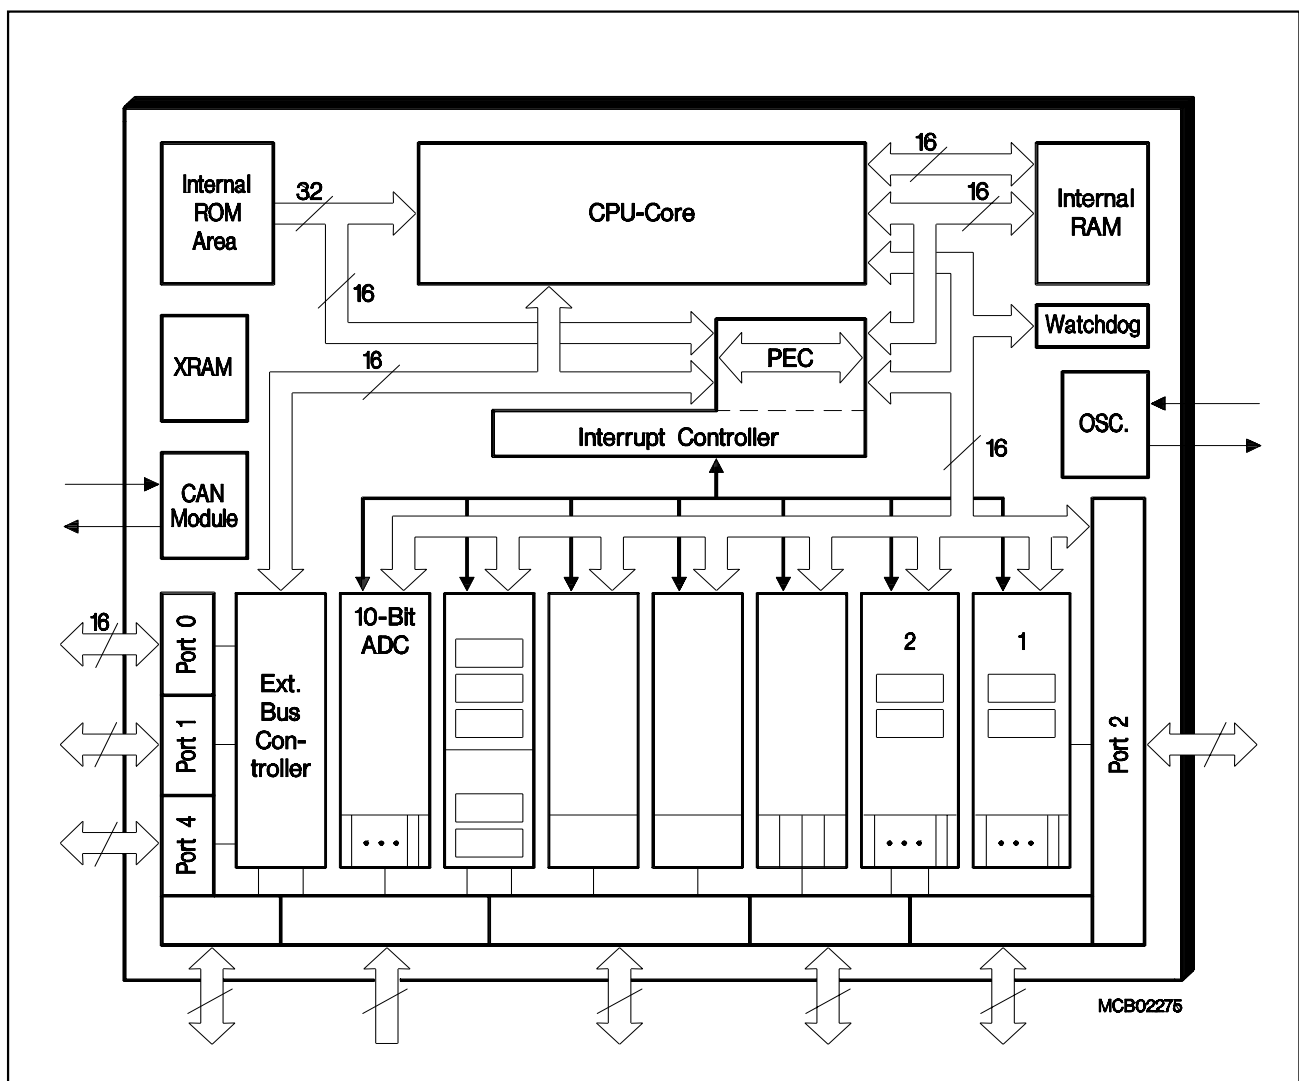 Internal
ROM
Area
32
CPU-Core
16
16
Internal
RAM
16
XRAM
16
PEC
Watchdog
OSC.
Interrupt Controller
16
CAN
Module
16
Port 0
Port 1
Port 4
Ext.
Bus
Con-
troller
10-Bit
ADC
2
1
Port 2
MCB02275